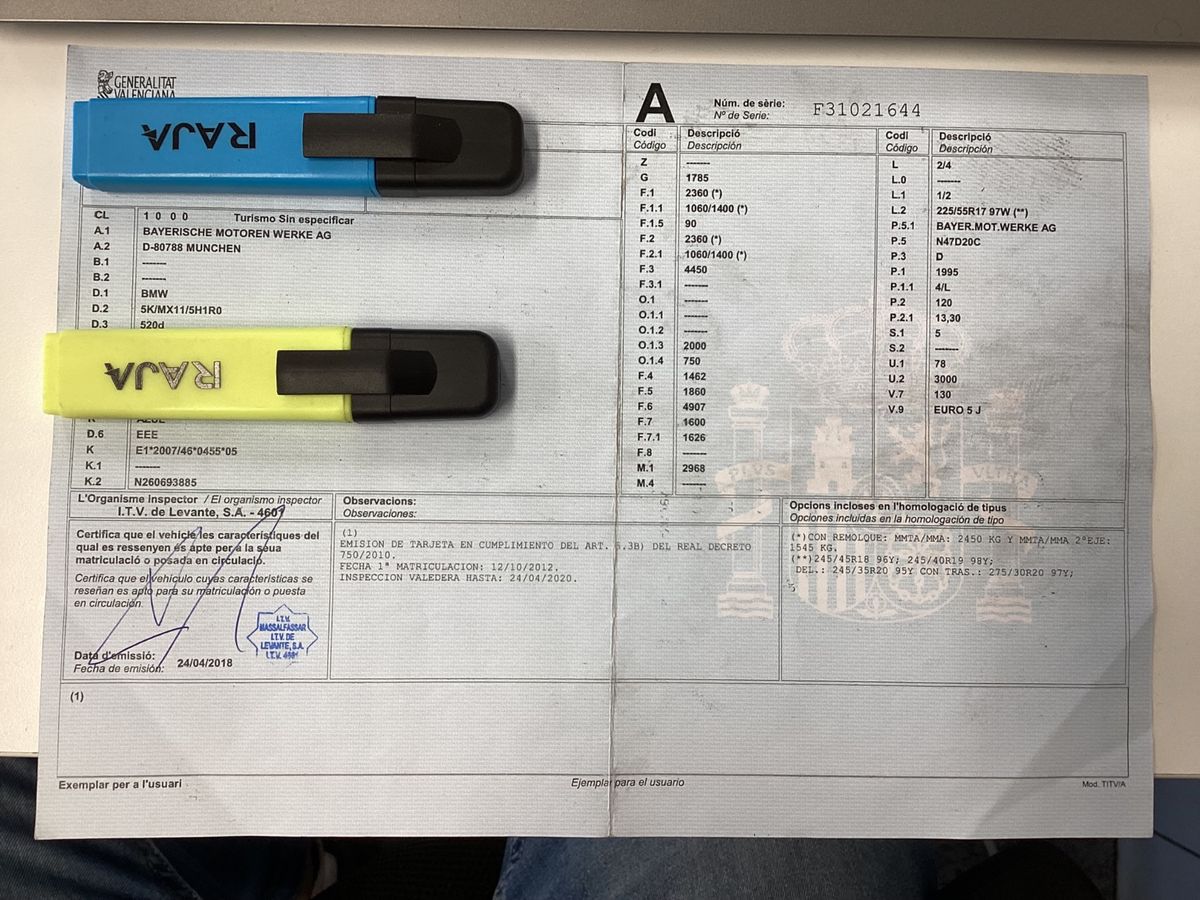 GENERALITAT
VALENCIANA
RAJA
CL 1 0 0 0 Turismo Sin especificar
A.1 BAYERISCHE MOTOREN WERKE AG
A.2 D-80788 MUNCHEN
B.1 -------
B.2 -------
D.1 BMW
D.2 5K/MX11/5H1R0
D.3 520d
RAJA
R AZUL
D.6 EEE
K E1*2007/46*0455*05
K.1 -------
K.2 N260693885
A
Núm. de sèrie: F31021644
Nº de Serie:
Codi Descripció
Código Descripción
Z -------
G 1785
F.1 2360 (*)
F.1.1 1060/1400 (*)
F.1.5 90
F.2 2360 (*)
F.2.1 1060/1400 (*)
F.3 4450
F.3.1 -------
O.1 -------
O.1.1 -------
O.1.2 -------
O.1.3 2000
O.1.4 750
F.4 1462
F.5 1860
F.6 4907
F.7 1600
F.7.1 1626
F.8 -------
M.1 2968
M.4 -------
Codi Descripció
Código Descripción
L 2/4
L.0 -------
L.1 1/2
L.2 225/55R17 97W (**)
P.5.1 BAYER.MOT.WERKE AG
P.5 N47D20C
P.3 D
P.1 1995
P.1.1 4/L
P.2 120
P.2.1 13,30
S.1 5
S.2 -------
U.1 78
U.2 3000
V.7 130
V.9 EURO 5 J
PLVS VLTRA
L'Organisme inspector / El organismo inspector
I.T.V. de Levante, S.A. - 4601
Certifica que el vehicle les característiques del
qual es ressenyen és apte per a la seua
matriculació o posada en circulació.
Certifica que el vehículo cuyas características se
reseñan es apto para su matriculación o puesta
en circulación.
I.T.V.
MASSALFASSAR
I.T.V. DE
LEVANTE, S.A.
I.T.V. 4601
Data d'emissió:
Fecha de emisión: 24/04/2018
Observacions:
Observaciones:
(1)
EMISION DE TARJETA EN CUMPLIMIENTO DEL ART. 6.3B) DEL REAL DECRETO
750/2010.
FECHA 1ª MATRICULACION: 12/10/2012.
INSPECCION VALEDERA HASTA: 24/04/2020.
Opcions incloses en l'homologació de tipus
Opciones incluidas en la homologación de tipo
(*)CON REMOLQUE: MMTA/MMA: 2450 KG Y MMTA/MMA 2ºEJE:
1545 KG.
(**)245/45R18 96Y; 245/40R19 98Y;
DEL.: 245/35R20 95Y CON TRAS.: 275/30R20 97Y;
(1)
Exemplar per a l'usuari
Ejemplar para el usuario
Mod. TITV/A